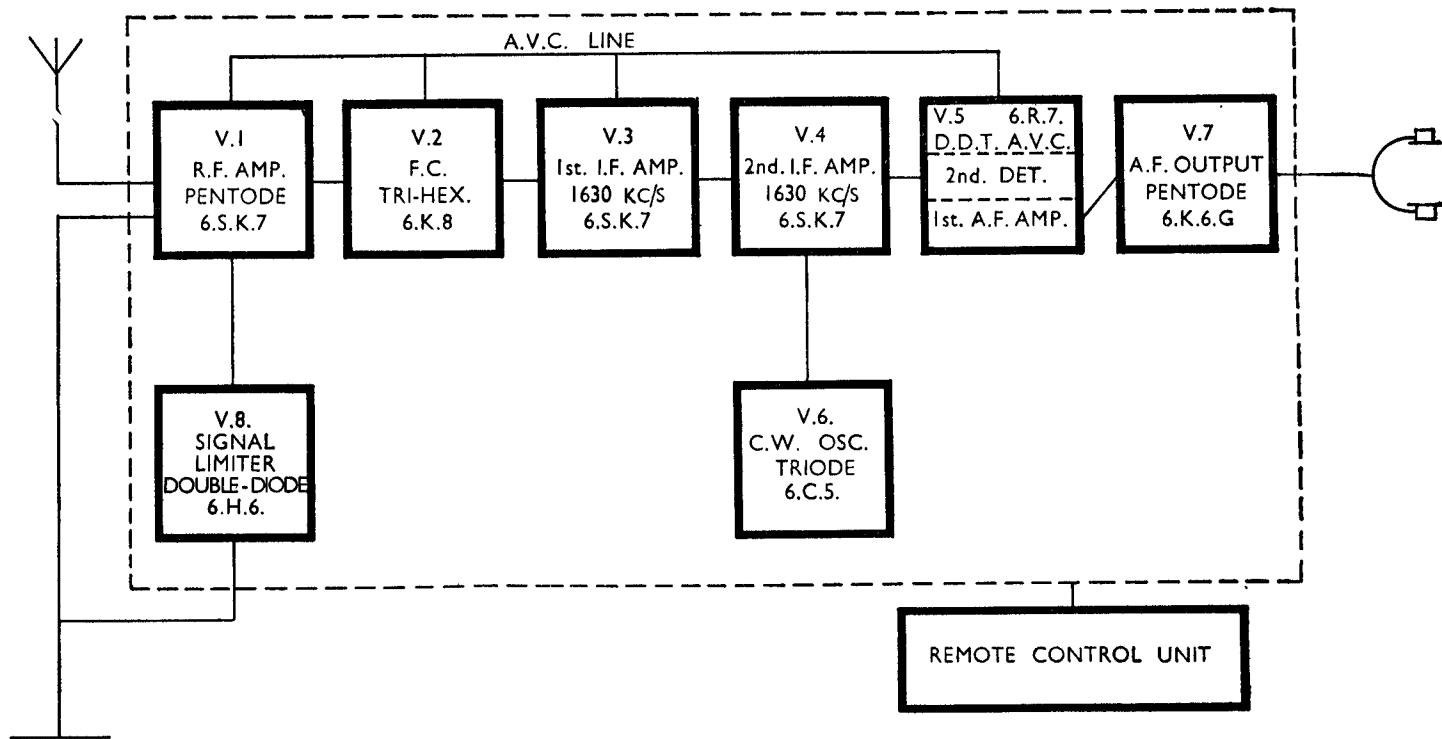 A.V.C. LINE
V.1
R.F. AMP.
PENTODE
6.S.K.7
V.2
F.C.
TRI-HEX.
6.K.8
V.3
1st. I.F. AMP.
1630 KC/S
6.S.K.7
V.4
2nd. I.F. AMP.
1630 KC/S
6.S.K.7
V.5 6.R.7.
D.D.T. A.V.C.
2nd. DET.
1st. A.F. AMP.
V.7
A.F. OUTPUT
PENTODE
6.K.6.G
V.8.
SIGNAL
LIMITER
DOUBLE-DIODE
6.H.6.
V.6.
C.W. OSC.
TRIODE
6.C.5.
REMOTE CONTROL UNIT